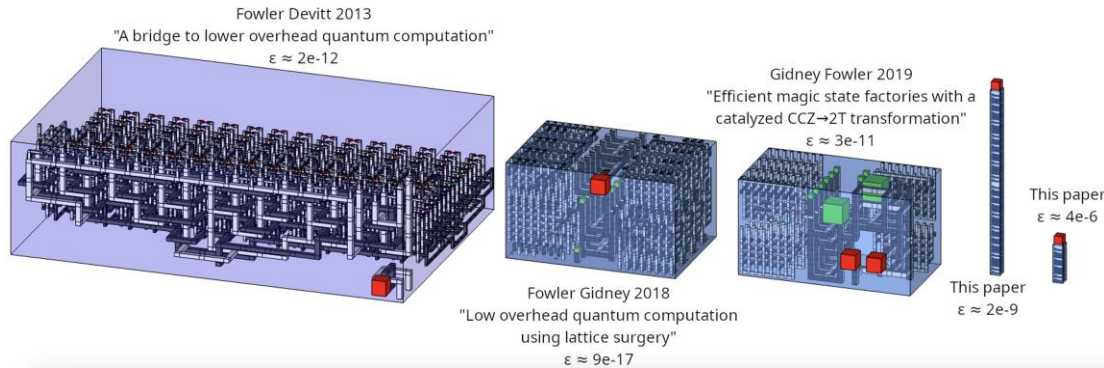 Fowler Devitt 2013
"A bridge to lower overhead quantum computation"
ε ≈ 2e-12
Fowler Gidney 2018
"Low overhead quantum computation
using lattice surgery"
ε ≈ 9e-17
Gidney Fowler 2019
"Efficient magic state factories with a
catalyzed CCZ→2T transformation"
ε ≈ 3e-11
This paper
ε ≈ 2e-9
This paper
ε ≈ 4e-6